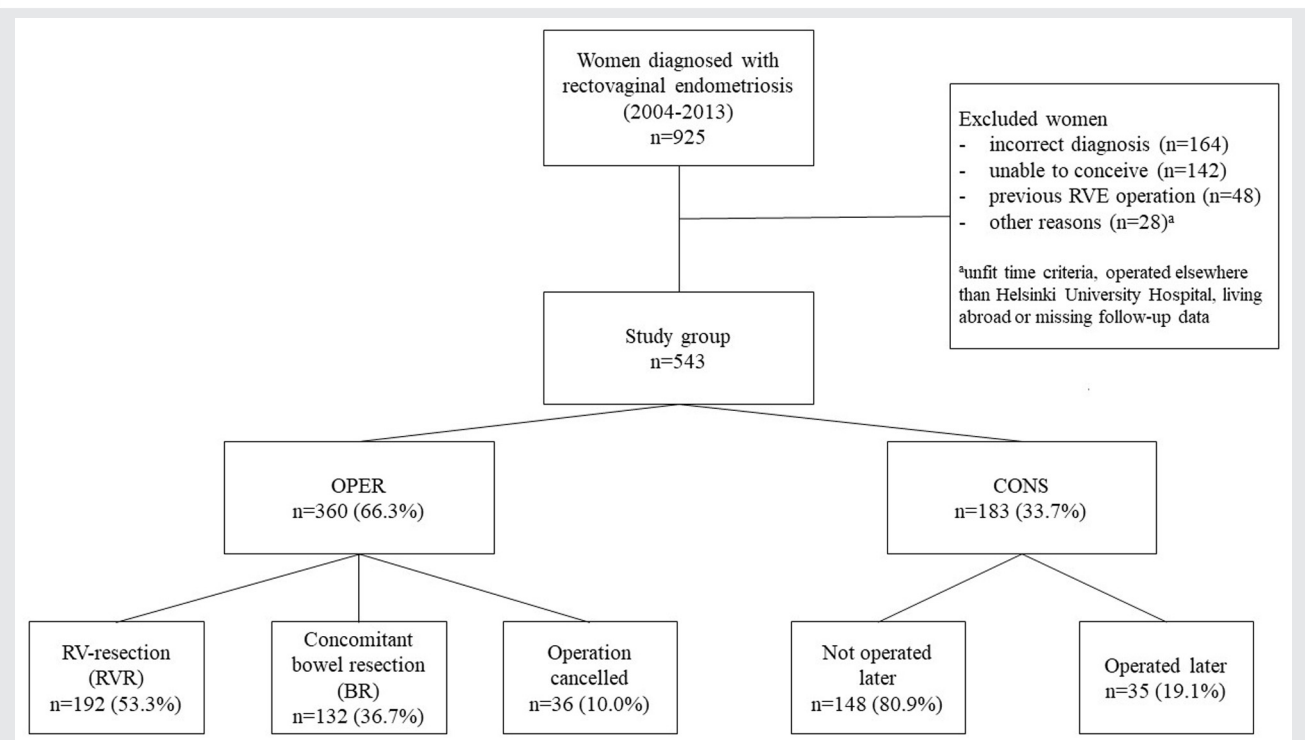 Women diagnosed with
rectovaginal endometriosis
(2004-2013)
n=925
Excluded women
- incorrect diagnosis (n=164)
- unable to conceive (n=142)
- previous RVE operation (n=48)
- other reasons (n=28)ᵃ
ᵃunfit time criteria, operated elsewhere
than Helsinki University Hospital, living
abroad or missing follow-up data
Study group
n=543
OPER
n=360 (66.3%)
CONS
n=183 (33.7%)
RV-resection
(RVR)
n=192 (53.3%)
Concomitant
bowel resection
(BR)
n=132 (36.7%)
Operation
cancelled
n=36 (10.0%)
Not operated
later
n=148 (80.9%)
Operated later
n=35 (19.1%)